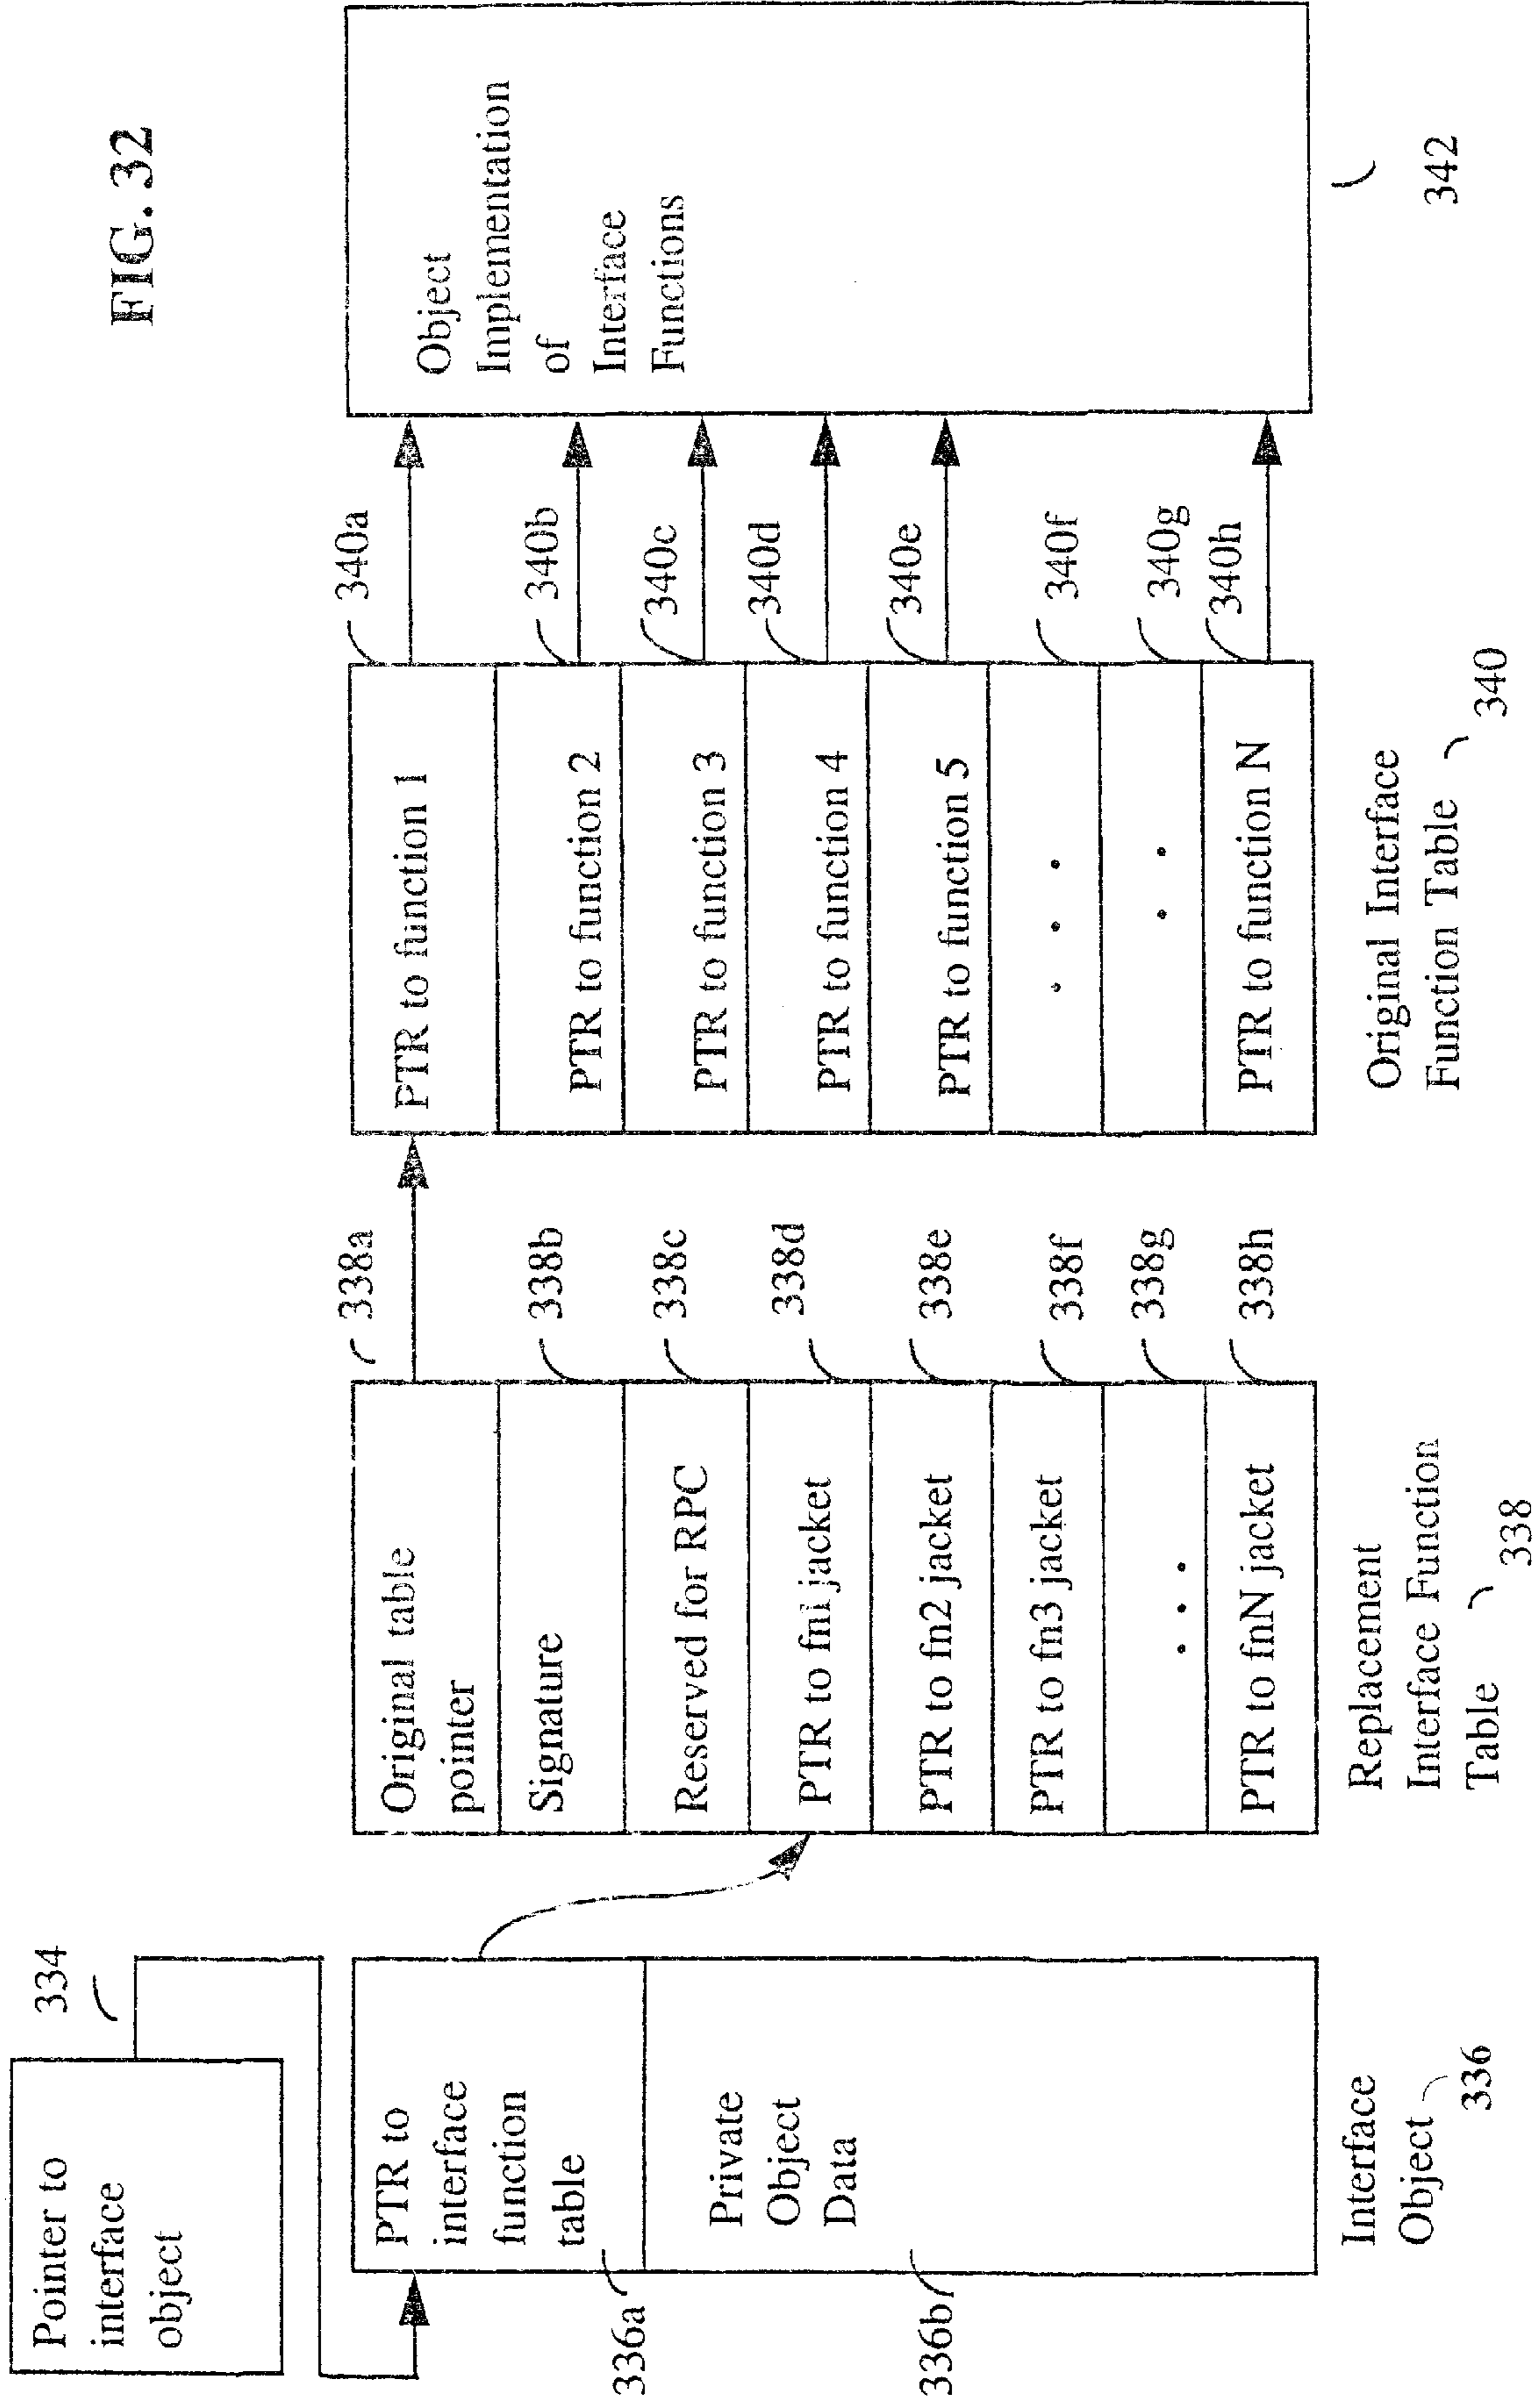 FIG. 32
Pointer to
interface
object
334
PTR to
interface
function
table
336a
Private
Object
Data
336b
Interface
Object
336
Original table
pointer
338a
Signature
338b
Reserved for RPC
338c
PTR to fn1 jacket
338d
PTR to fn2 jacket
338e
PTR to fn3 jacket
338f
. . .
338g
PTR to fnN jacket
338h
Replacement
Interface Function
Table
338
PTR to function 1
340a
PTR to function 2
340b
PTR to function 3
340c
PTR to function 4
340d
PTR to function 5
340e
. . .
340f
. .
340g
PTR to function N
340h
Original Interface
Function Table
340
Object
Implementation
of
Interface
Functions
342